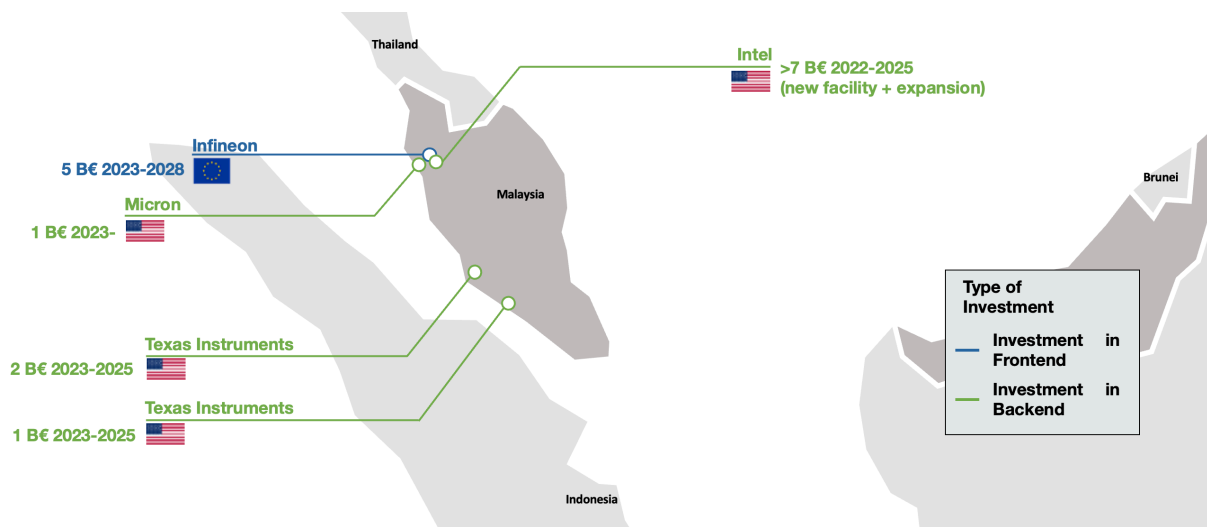 Thailand
Intel
>7 B€ 2022-2025
(new facility + expansion)
Infineon
5 B€ 2023-2028
Malaysia
Brunei
Micron
1 B€ 2023-
Type of
Investment
Investment in
Frontend
Investment in
Backend
Texas Instruments
2 B€ 2023-2025
Texas Instruments
1 B€ 2023-2025
Indonesia